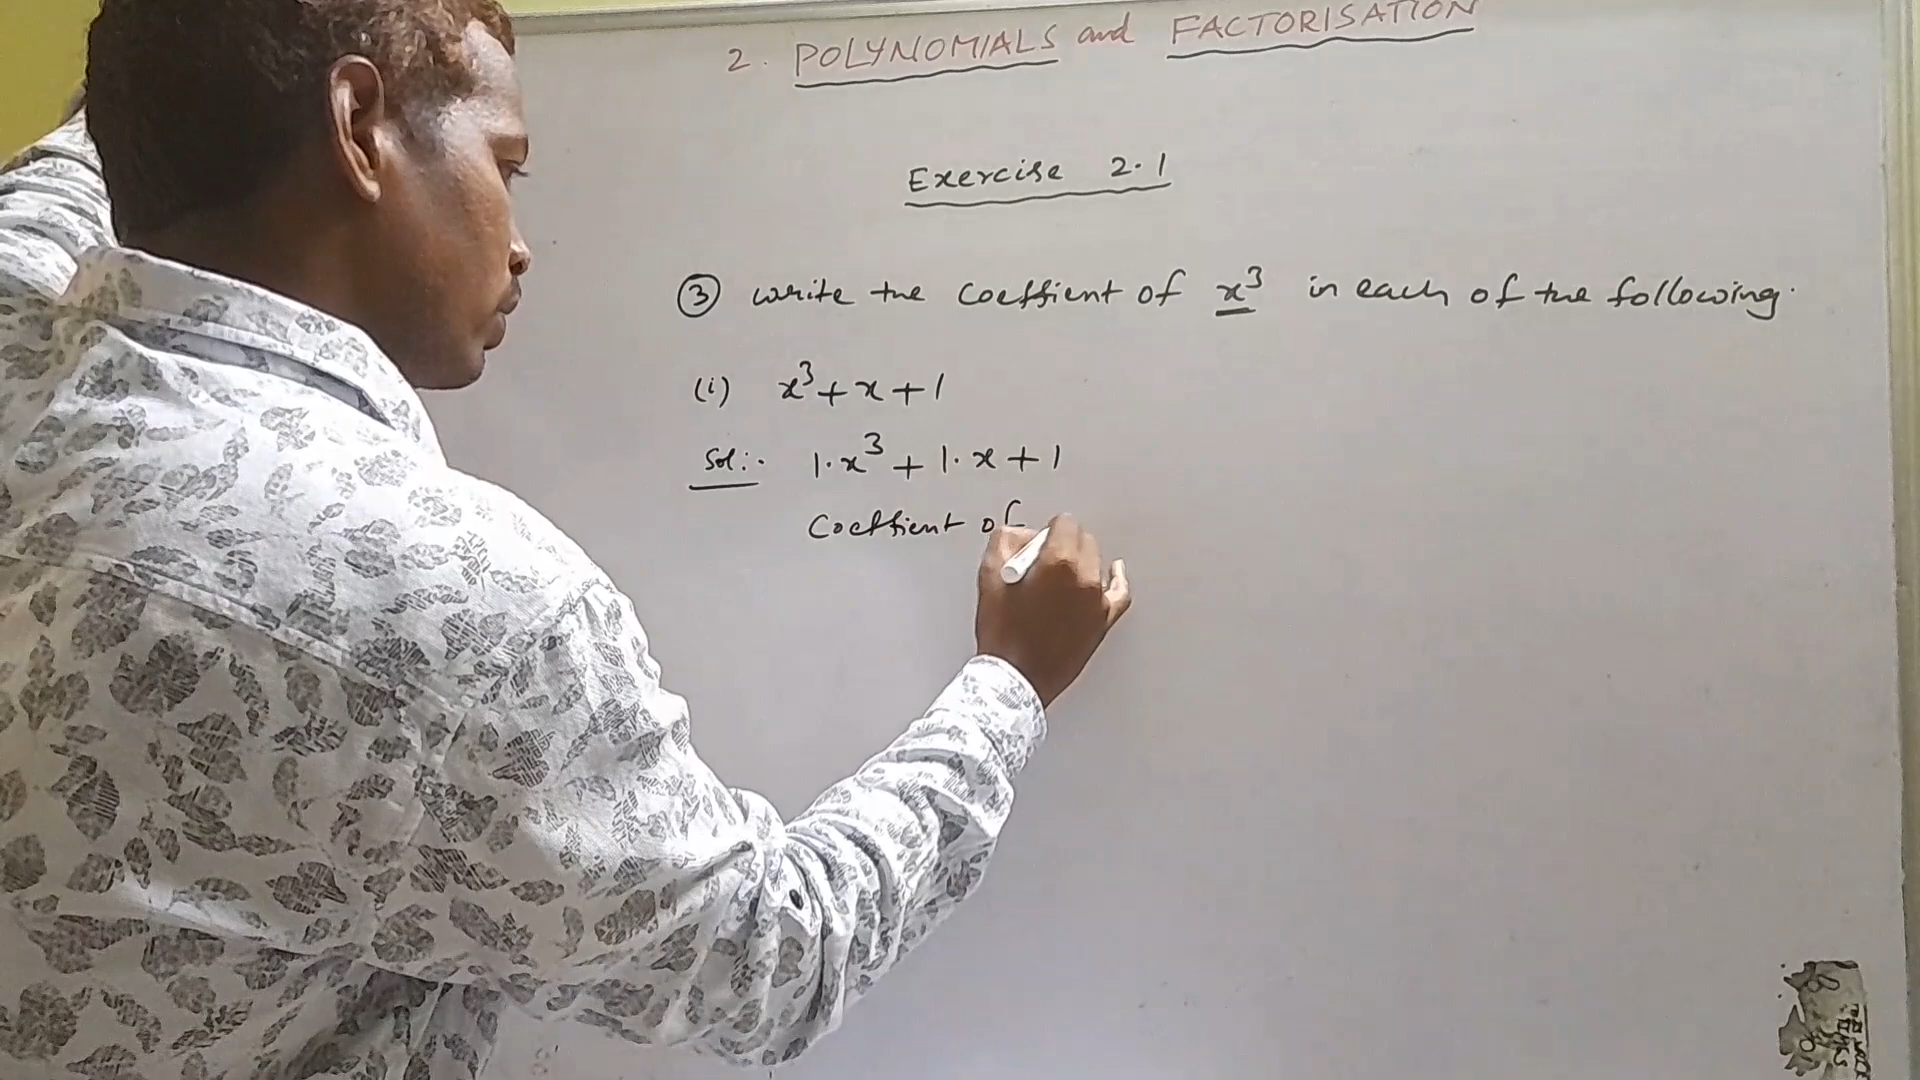 2. POLYNOMIALS and FACTORISATION
Exercise 2.1
③ write the coeffient of x³ in each of the following.
(i) x³+x+1
Sol:- 1·x³+1·x+1
Coeffient of